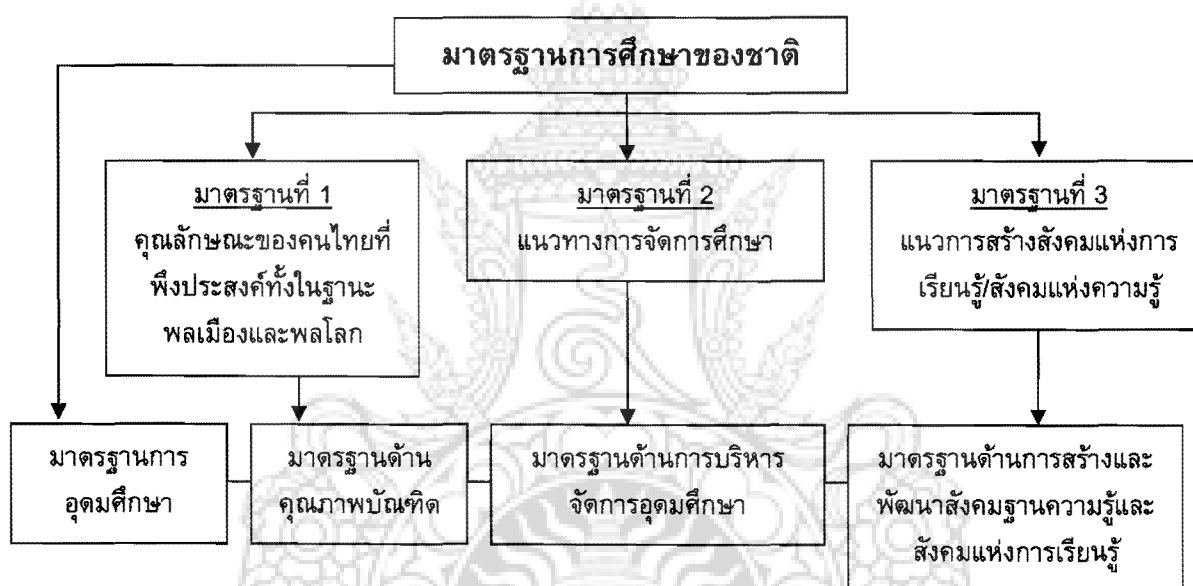 มาตรฐานการศึกษาของชาติ
มาตรฐานที่ 1
คุณลักษณะของคนไทยที่
พึงประสงค์ทั้งในฐานะ
พลเมืองและพลโลก
มาตรฐานที่ 2
แนวทางการจัดการศึกษา
มาตรฐานที่ 3
แนวการสร้างสังคมแห่งการ
เรียนรู้/สังคมแห่งความรู้
มาตรฐานการ
อุดมศึกษา
มาตรฐานด้าน
คุณภาพบัณฑิต
มาตรฐานด้านการบริหาร
จัดการอุดมศึกษา
มาตรฐานด้านการสร้างและ
พัฒนาสังคมฐานความรู้และ
สังคมแห่งการเรียนรู้